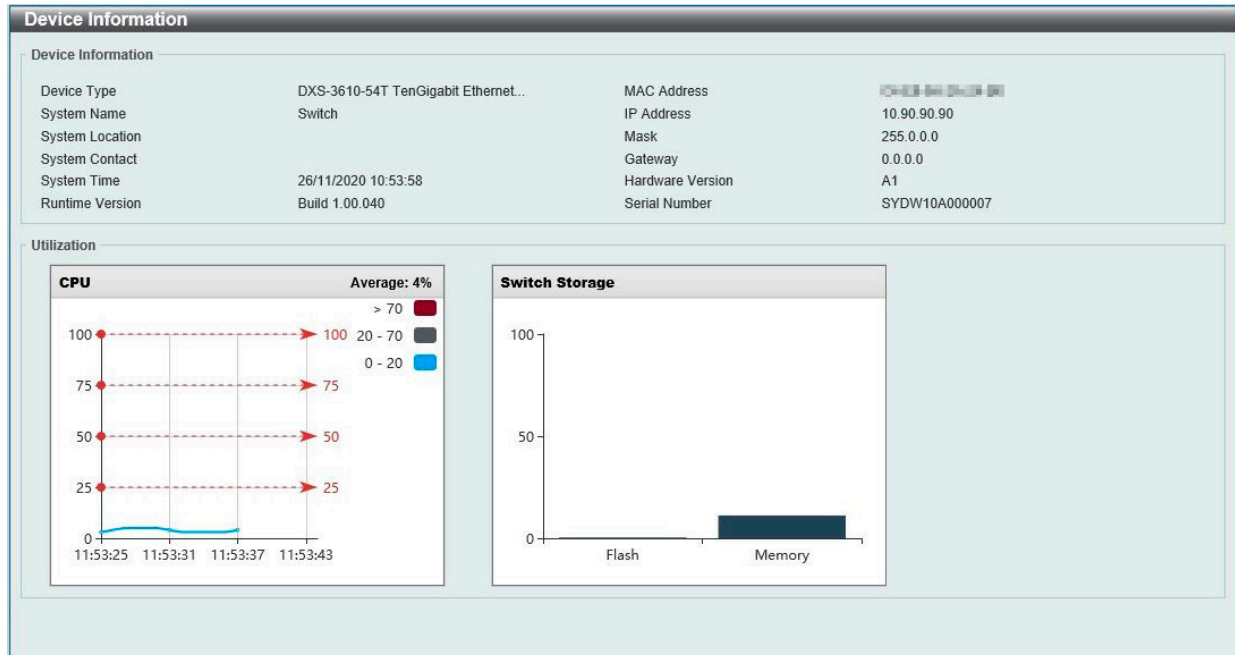 Device Information
Device Information
Device Type DXS-3610-54T TenGigabit Ethernet... MAC Address
System Name Switch IP Address 10.90.90.90
System Location Mask 255.0.0.0
System Contact Gateway 0.0.0.0
System Time 26/11/2020 10:53:58 Hardware Version A1
Runtime Version Build 1.00.040 Serial Number SYDW10A000007
Utilization
CPU Average: 4%
> 70
20 - 70
0 - 20
100 100
75 75
50 50
25 25
0
11:53:25 11:53:31 11:53:37 11:53:43
Switch Storage
100
50
0
Flash Memory